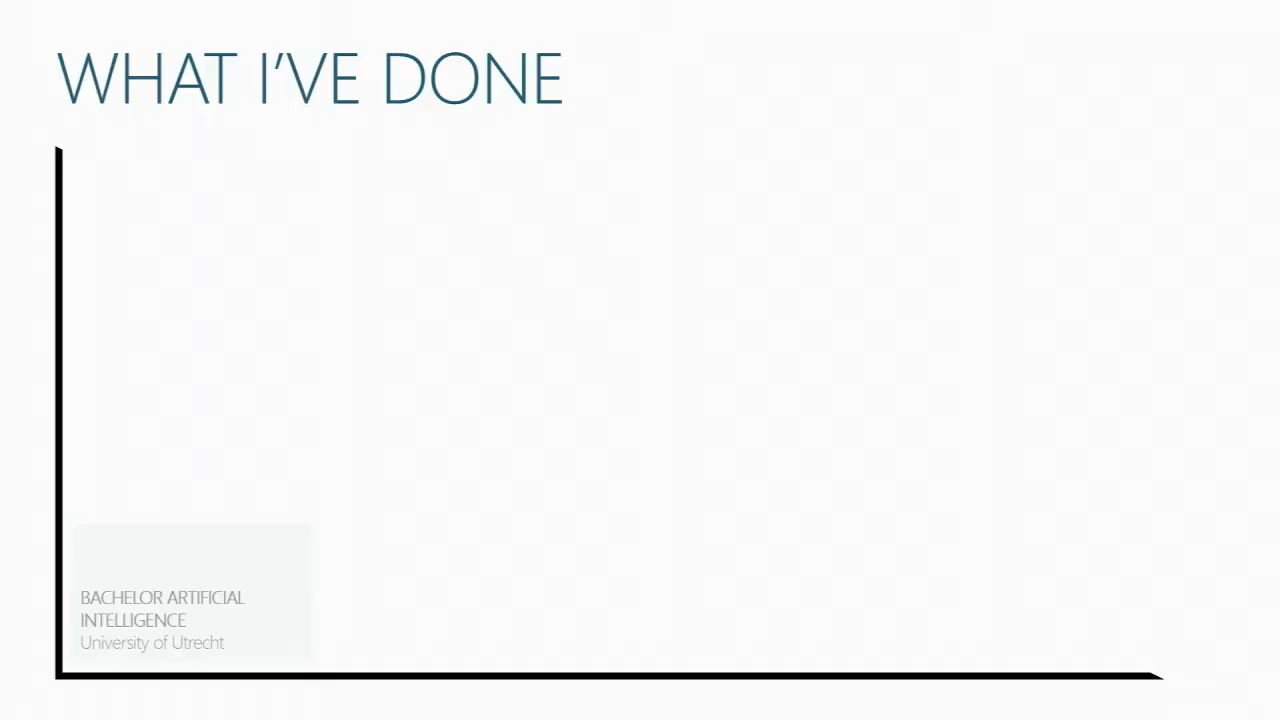 WHAT I'VE DONE
BACHELOR ARTIFICIAL
INTELLIGENCE
University of Utrecht